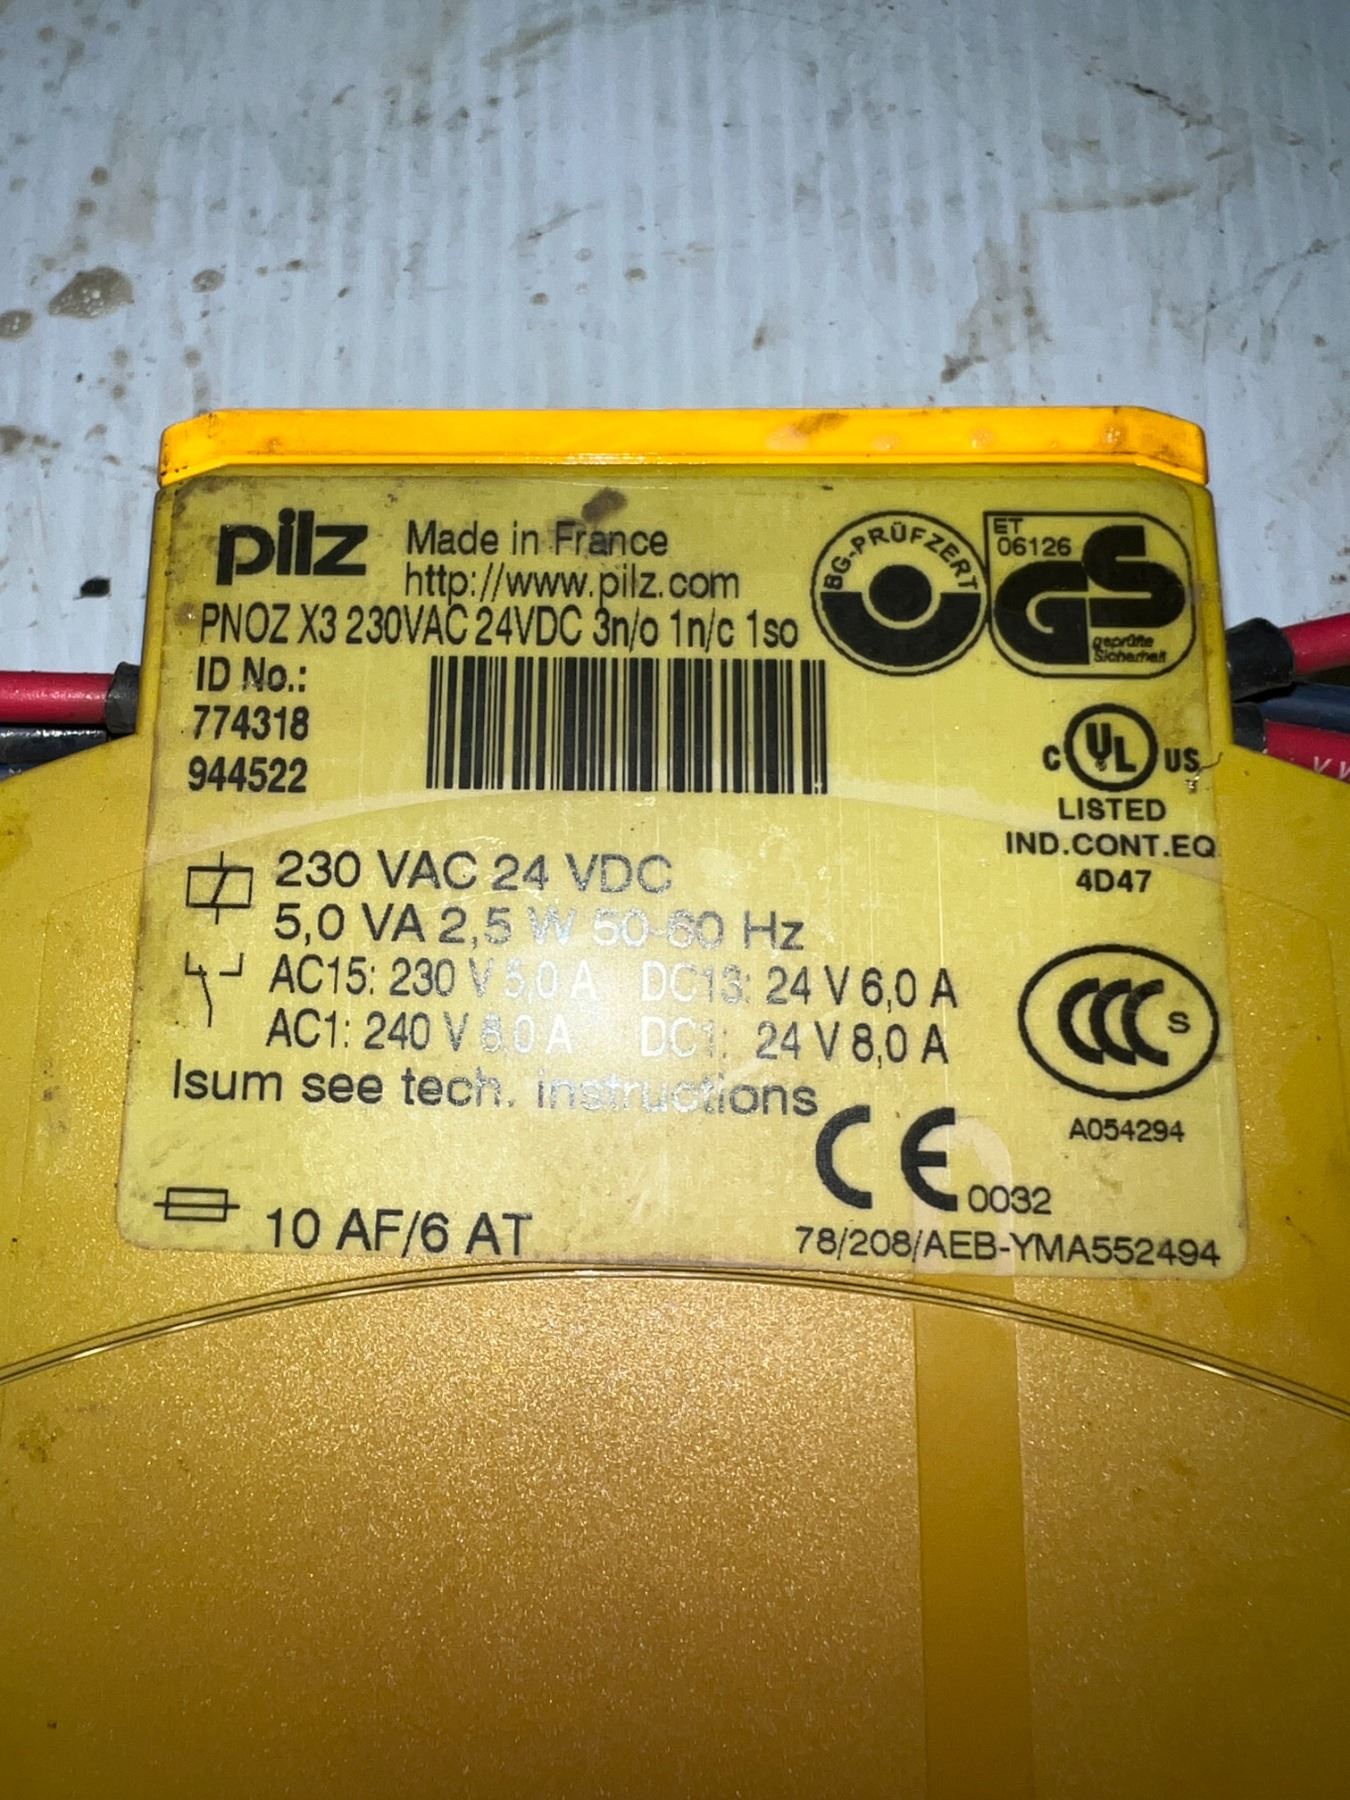 pilz Made in France
http://www.pilz.com
PNOZ X3 230VAC 24VDC 3n/o 1n/c 1so
ID No.:
774318
944522
BG-PRÜFZERT
ET
06126
GS
geprüfte
Sicherheit
C UL US
LISTED
IND.CONT.EQ
4D47
230 VAC 24 VDC
5,0 VA 2,5 W 50-60 Hz
AC15: 230 V 5,0 A DC13: 24 V 6,0 A
AC1: 240 V 8,0 A DC1: 24 V 8,0 A
Isum see tech. instructions
CCC S
A054294
CE 0032
10 AF/6 AT
78/208/AEB-YMA552494